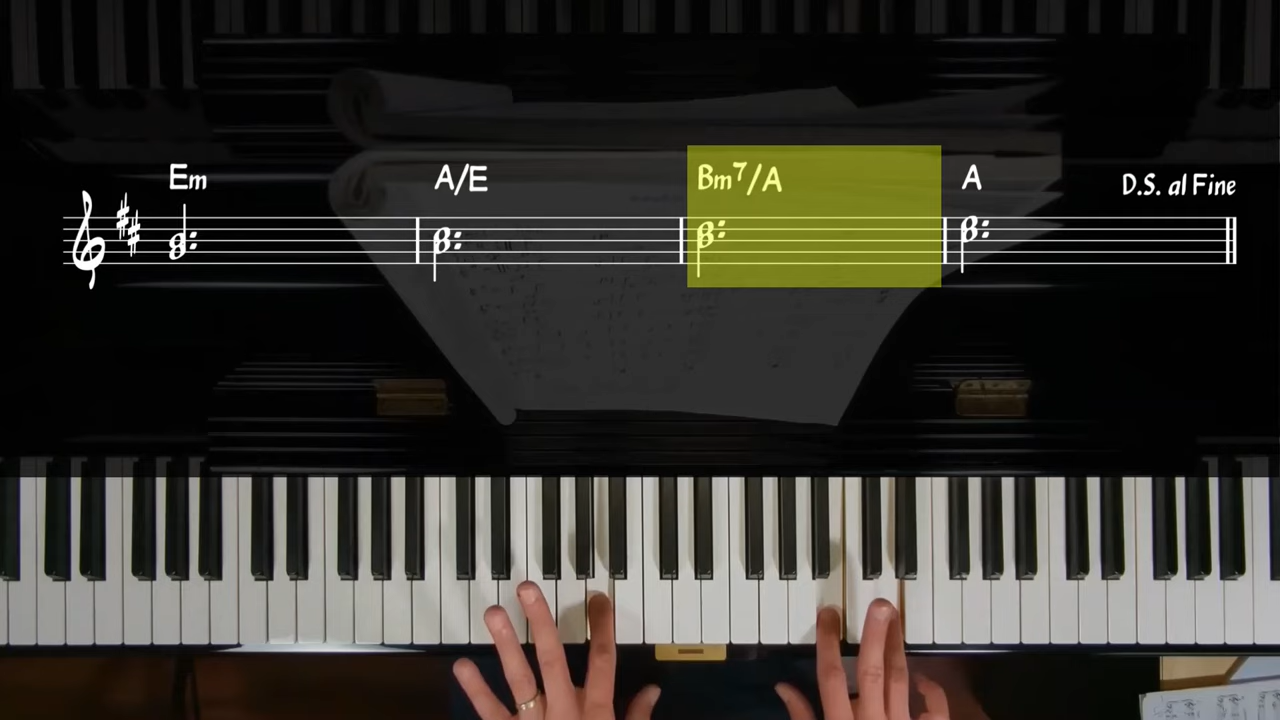 Em A/E Bm⁷/A A D.S. al Fine